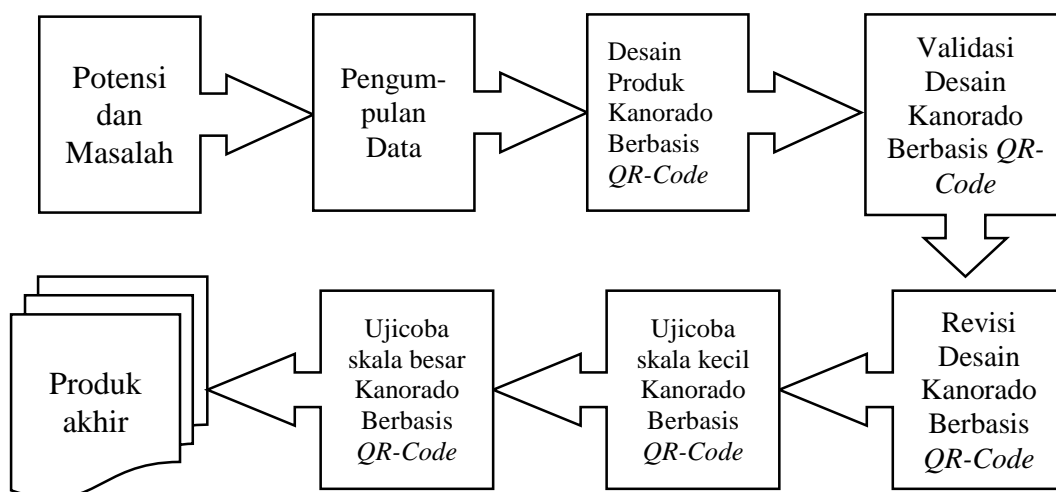 Potensi
dan
Masalah
Pengum-
pulan
Data
Desain
Produk
Kanorado
Berbasis
QR-Code
Validasi
Desain
Kanorado
Berbasis QR-
Code
Revisi
Desain
Kanorado
Berbasis
QR-Code
Ujicoba
skala kecil
Kanorado
Berbasis
QR-Code
Ujicoba
skala besar
Kanorado
Berbasis
QR-Code
Produk
akhir